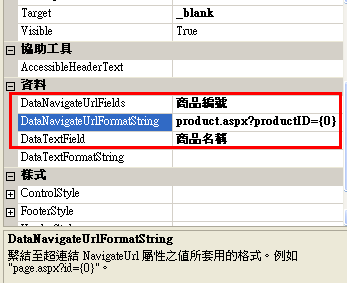 Target _blank
Visible True
協助工具
AccessibleHeaderText
資料
DataNavigateUrlFields 商品編號
DataNavigateUrlFormatString product.aspx?productID={0}
DataTextField 商品名稱
DataTextFormatString
樣式
ControlStyle
FooterStyle
HeaderStyle
DataNavigateUrlFormatString
繫結至超連結 NavigateUrl 屬性之值所套用的格式。例如
"page.aspx?id={0}"。